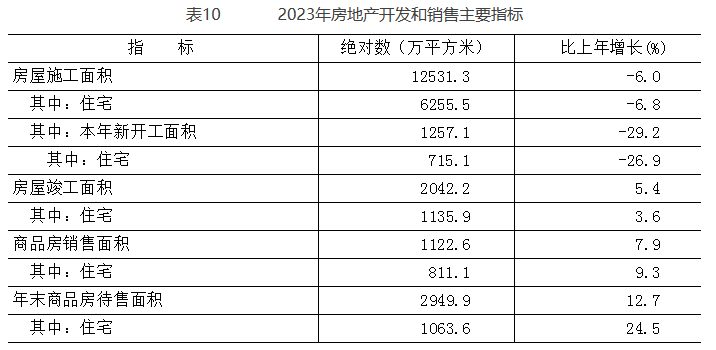 表10 2023年房地产开发和销售主要指标
指 标 绝对数（万平方米） 比上年增长(%)
房屋施工面积 12531.3 -6.0
其中：住宅 6255.5 -6.8
其中：本年新开工面积 1257.1 -29.2
其中：住宅 715.1 -26.9
房屋竣工面积 2042.2 5.4
其中：住宅 1135.9 3.6
商品房销售面积 1122.6 7.9
其中：住宅 811.1 9.3
年末商品房待售面积 2949.9 12.7
其中：住宅 1063.6 24.5